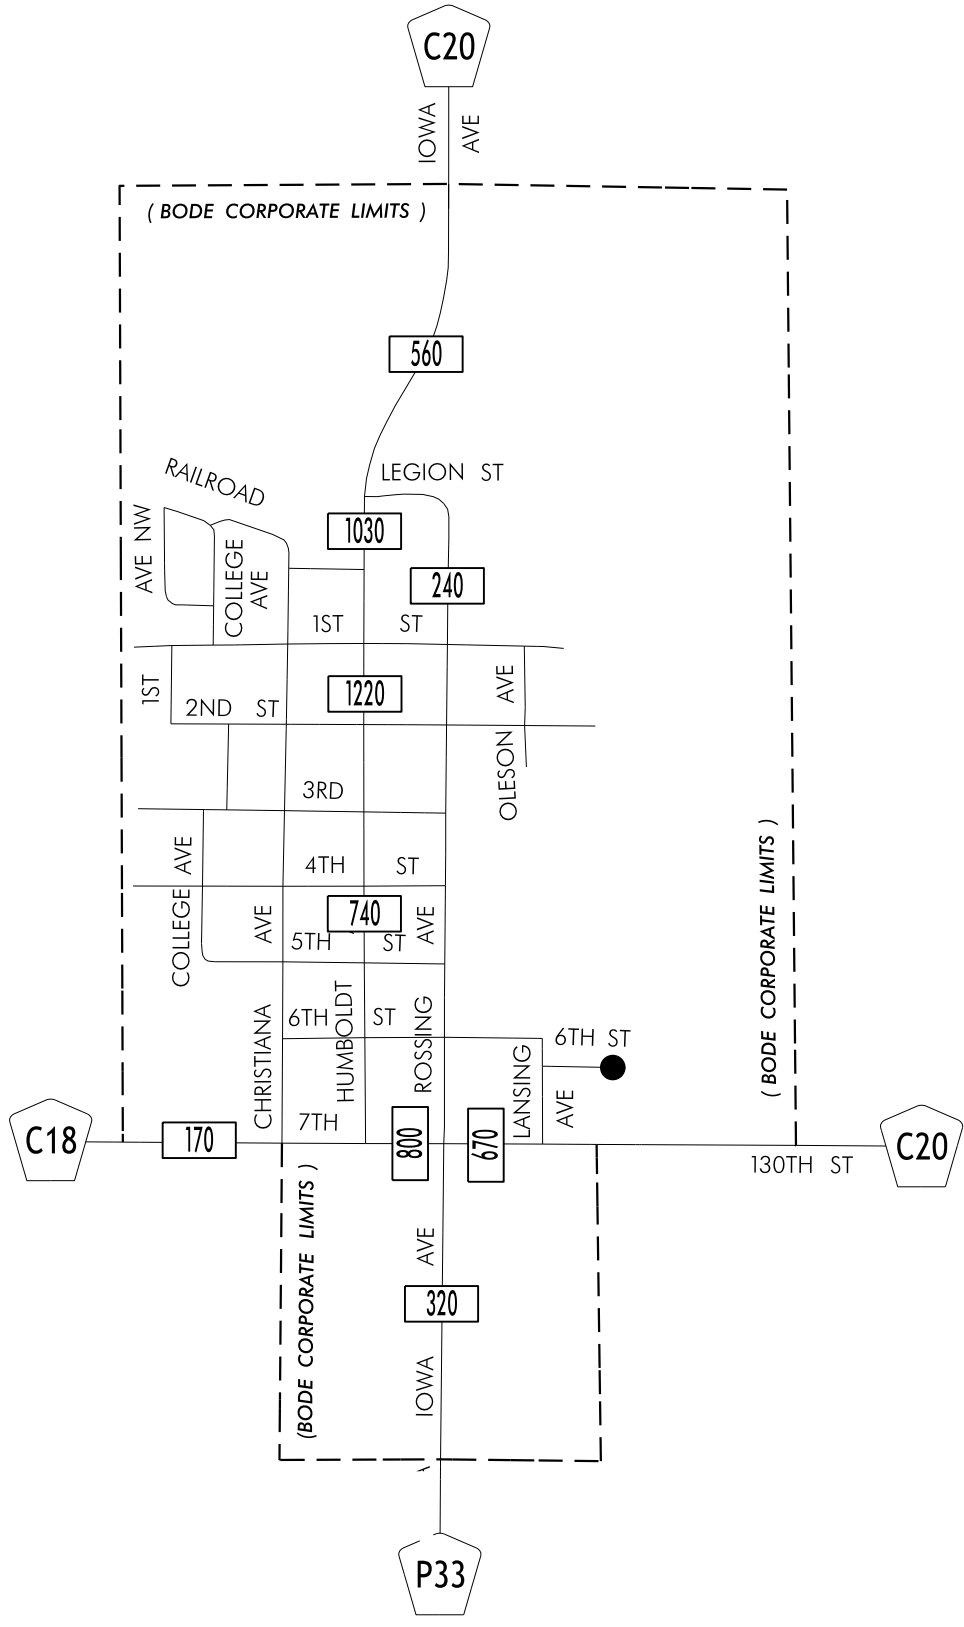 C20
IOWA AVE
( BODE CORPORATE LIMITS )
560
RAILROAD
LEGION ST
AVE NW
1030
COLLEGE AVE
240
1ST ST
1ST
AVE
1220
2ND ST
OLESON
3RD
( BODE CORPORATE LIMITS )
AVE
4TH ST
COLLEGE
AVE
740
AVE
5TH ST
CHRISTIANA
6TH ST
HUMBOLDT
ROSSING
6TH ST
LANSING
AVE
7TH
C18
170
800
670
C20
130TH ST
(BODE CORPORATE LIMITS )
AVE
320
IOWA
P33